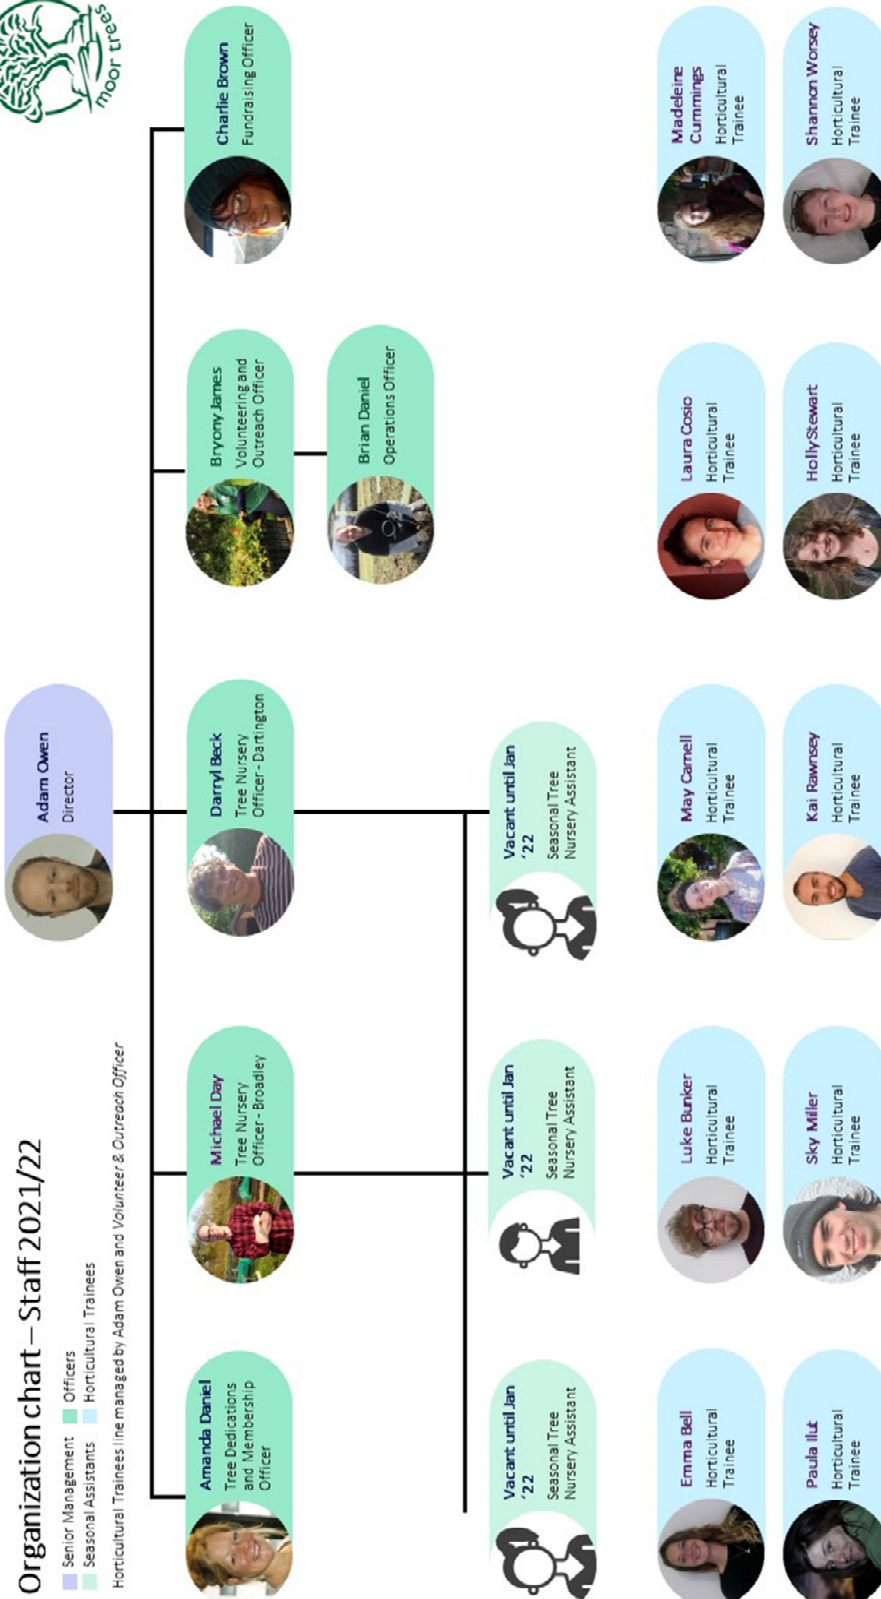 moor trees
Organization chart – Staff 2021/22
Senior Management
Officers
Seasonal Assistants
Horticultural Trainees
Horticultural Trainees line managed by Adam Owen and Volunteer & Outreach Officer
Adam Owen
Director
Amanda Daniel
Tree Dedications
and Membership
Officer
Michael Day
Tree Nursery
Officer - Broadley
Darryl Beck
Tree Nursery
Officer - Dartington
Bryony James
Volunteering and
Outreach Officer
Charlie Brown
Fundraising Officer
Brian Daniel
Operations Officer
Vacant until Jan
‘22
Seasonal Tree
Nursery Assistant
Vacant until Jan
‘22
Seasonal Tree
Nursery Assistant
Vacant until Jan
‘22
Seasonal Tree
Nursery Assistant
Emma Bell
Horticultural
Trainee
Luke Bunker
Horticultural
Trainee
May Carnell
Horticultural
Trainee
Laura Cosio
Horticultural
Trainee
Madeleine
Cummings
Horticultural
Trainee
Paula Ilut
Horticultural
Trainee
Sky Miller
Horticultural
Trainee
Kai Rawnsey
Horticultural
Trainee
Holly Stewart
Horticultural
Trainee
Shannon Worsey
Horticultural
Trainee